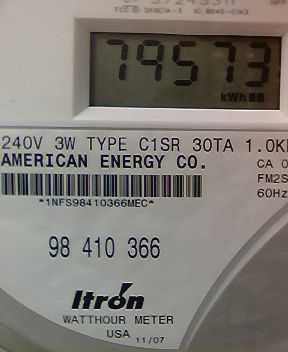 79573
kWh
240V 3W TYPE C1SR 30TA 1.0
AMERICAN ENERGY CO.
CA
FM2S
60Hz
*1NFS98410366MEC*
98 410 366
Itron
WATTHOUR METER
USA 11/07